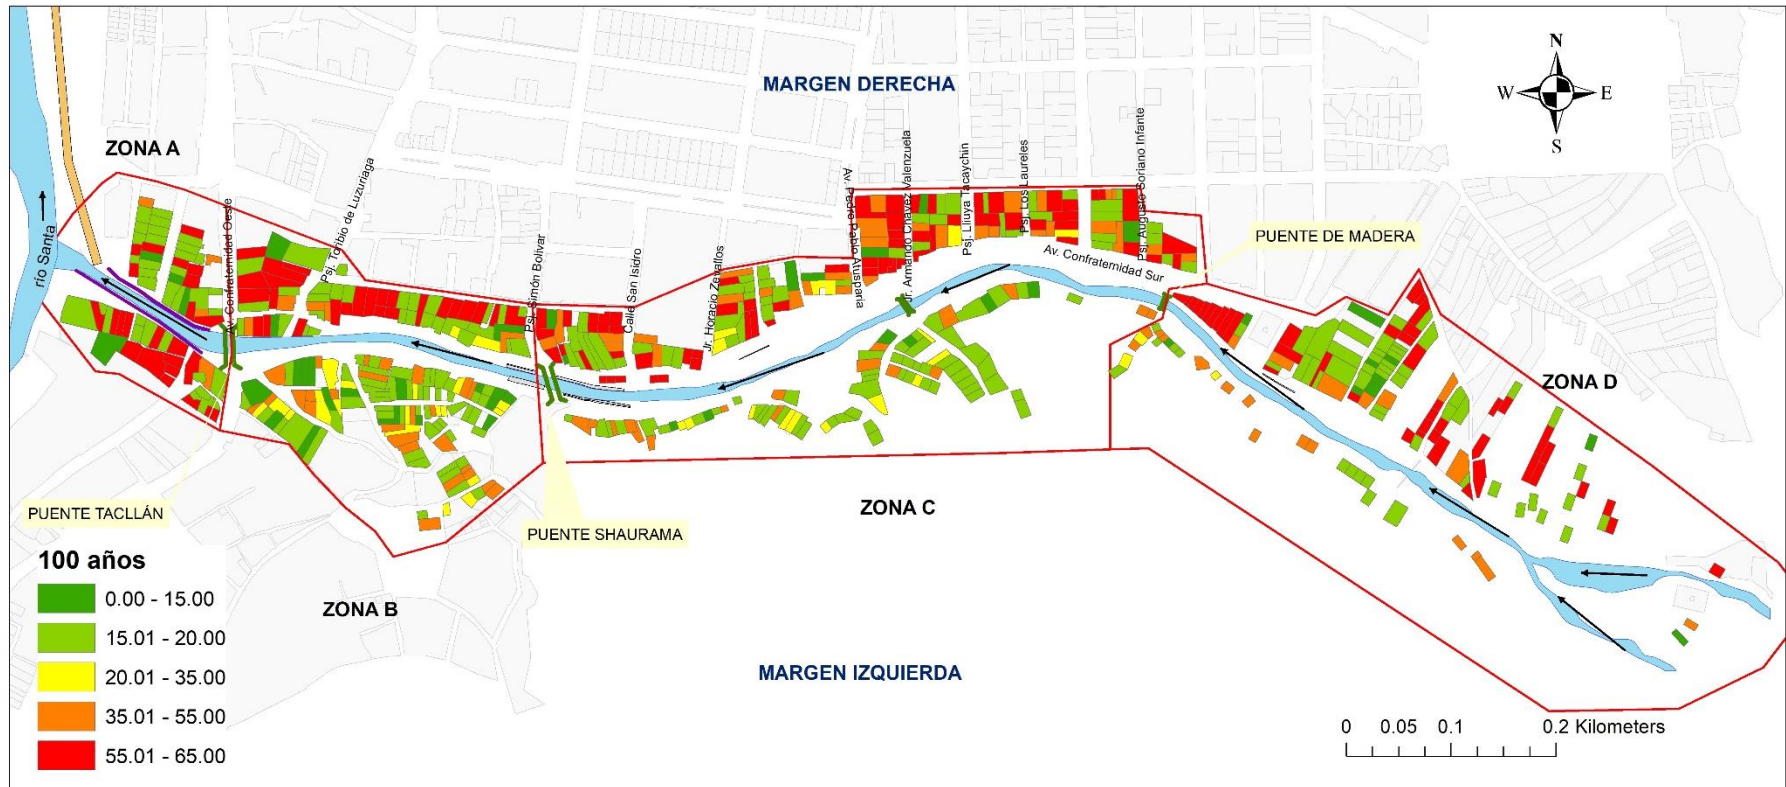 N
W E
S
MARGEN DERECHA
ZONA A
río Santa
Av. Confraternidad Oeste
Psj. Toribio de Luzuriaga
Psj. Simón Bolivar
Calle San Isidro
Jr. Horacio Zevallos
Av. Pedro Pablo Atusparia
Jr. Armando Chavez Valenzuela
Psj. Lliuya Tacaychin
Psj. Los Laureles
Psj. Augusto Soriano Infante
Av. Confraternidad Sur
PUENTE DE MADERA
ZONA D
PUENTE TACLLÁN
PUENTE SHAURAMA
ZONA C
ZONA B
MARGEN IZQUIERDA
100 años
0.00 - 15.00
15.01 - 20.00
20.01 - 35.00
35.01 - 55.00
55.01 - 65.00
0 0.05 0.1 0.2 Kilometers